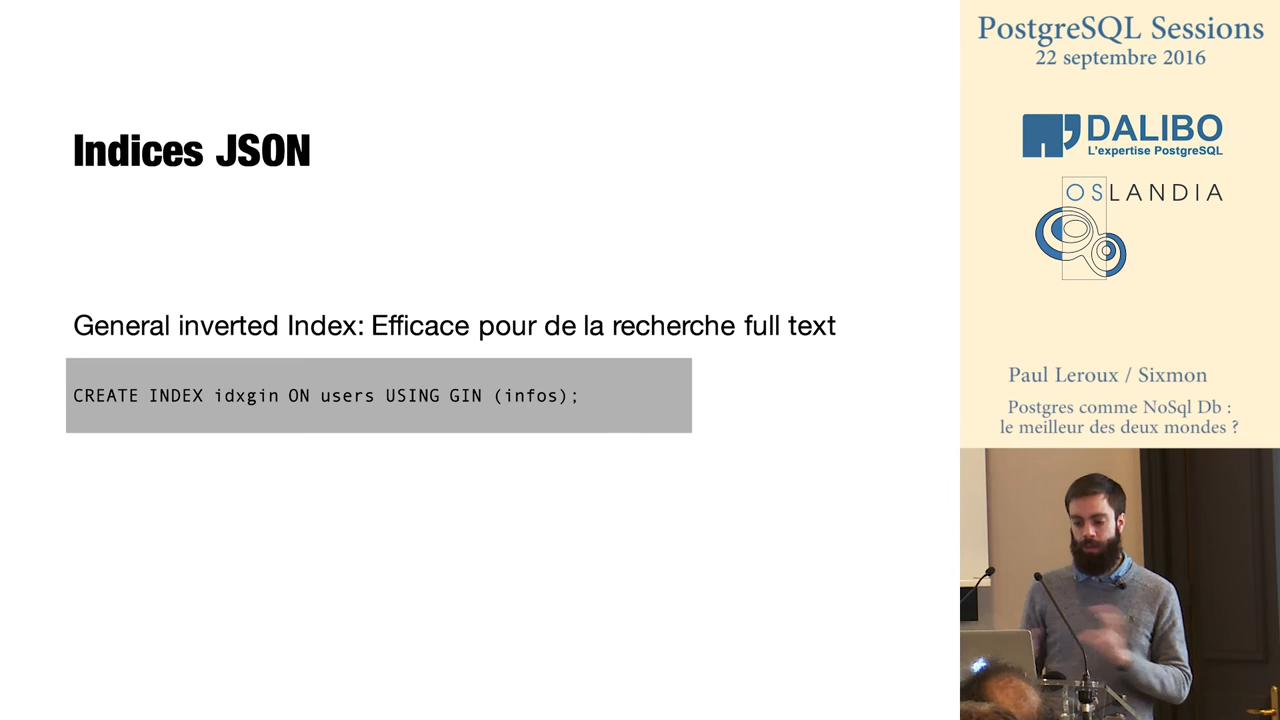 Indices JSON
General inverted Index: Efficace pour de la recherche full text
CREATE INDEX idxgin ON users USING GIN (infos);
PostgreSQL Sessions
22 septembre 2016
DALIBO
L'expertise PostgreSQL
OSLANDIA
Paul Leroux / Sixmon
Postgres comme NoSql Db :
le meilleur des deux mondes ?